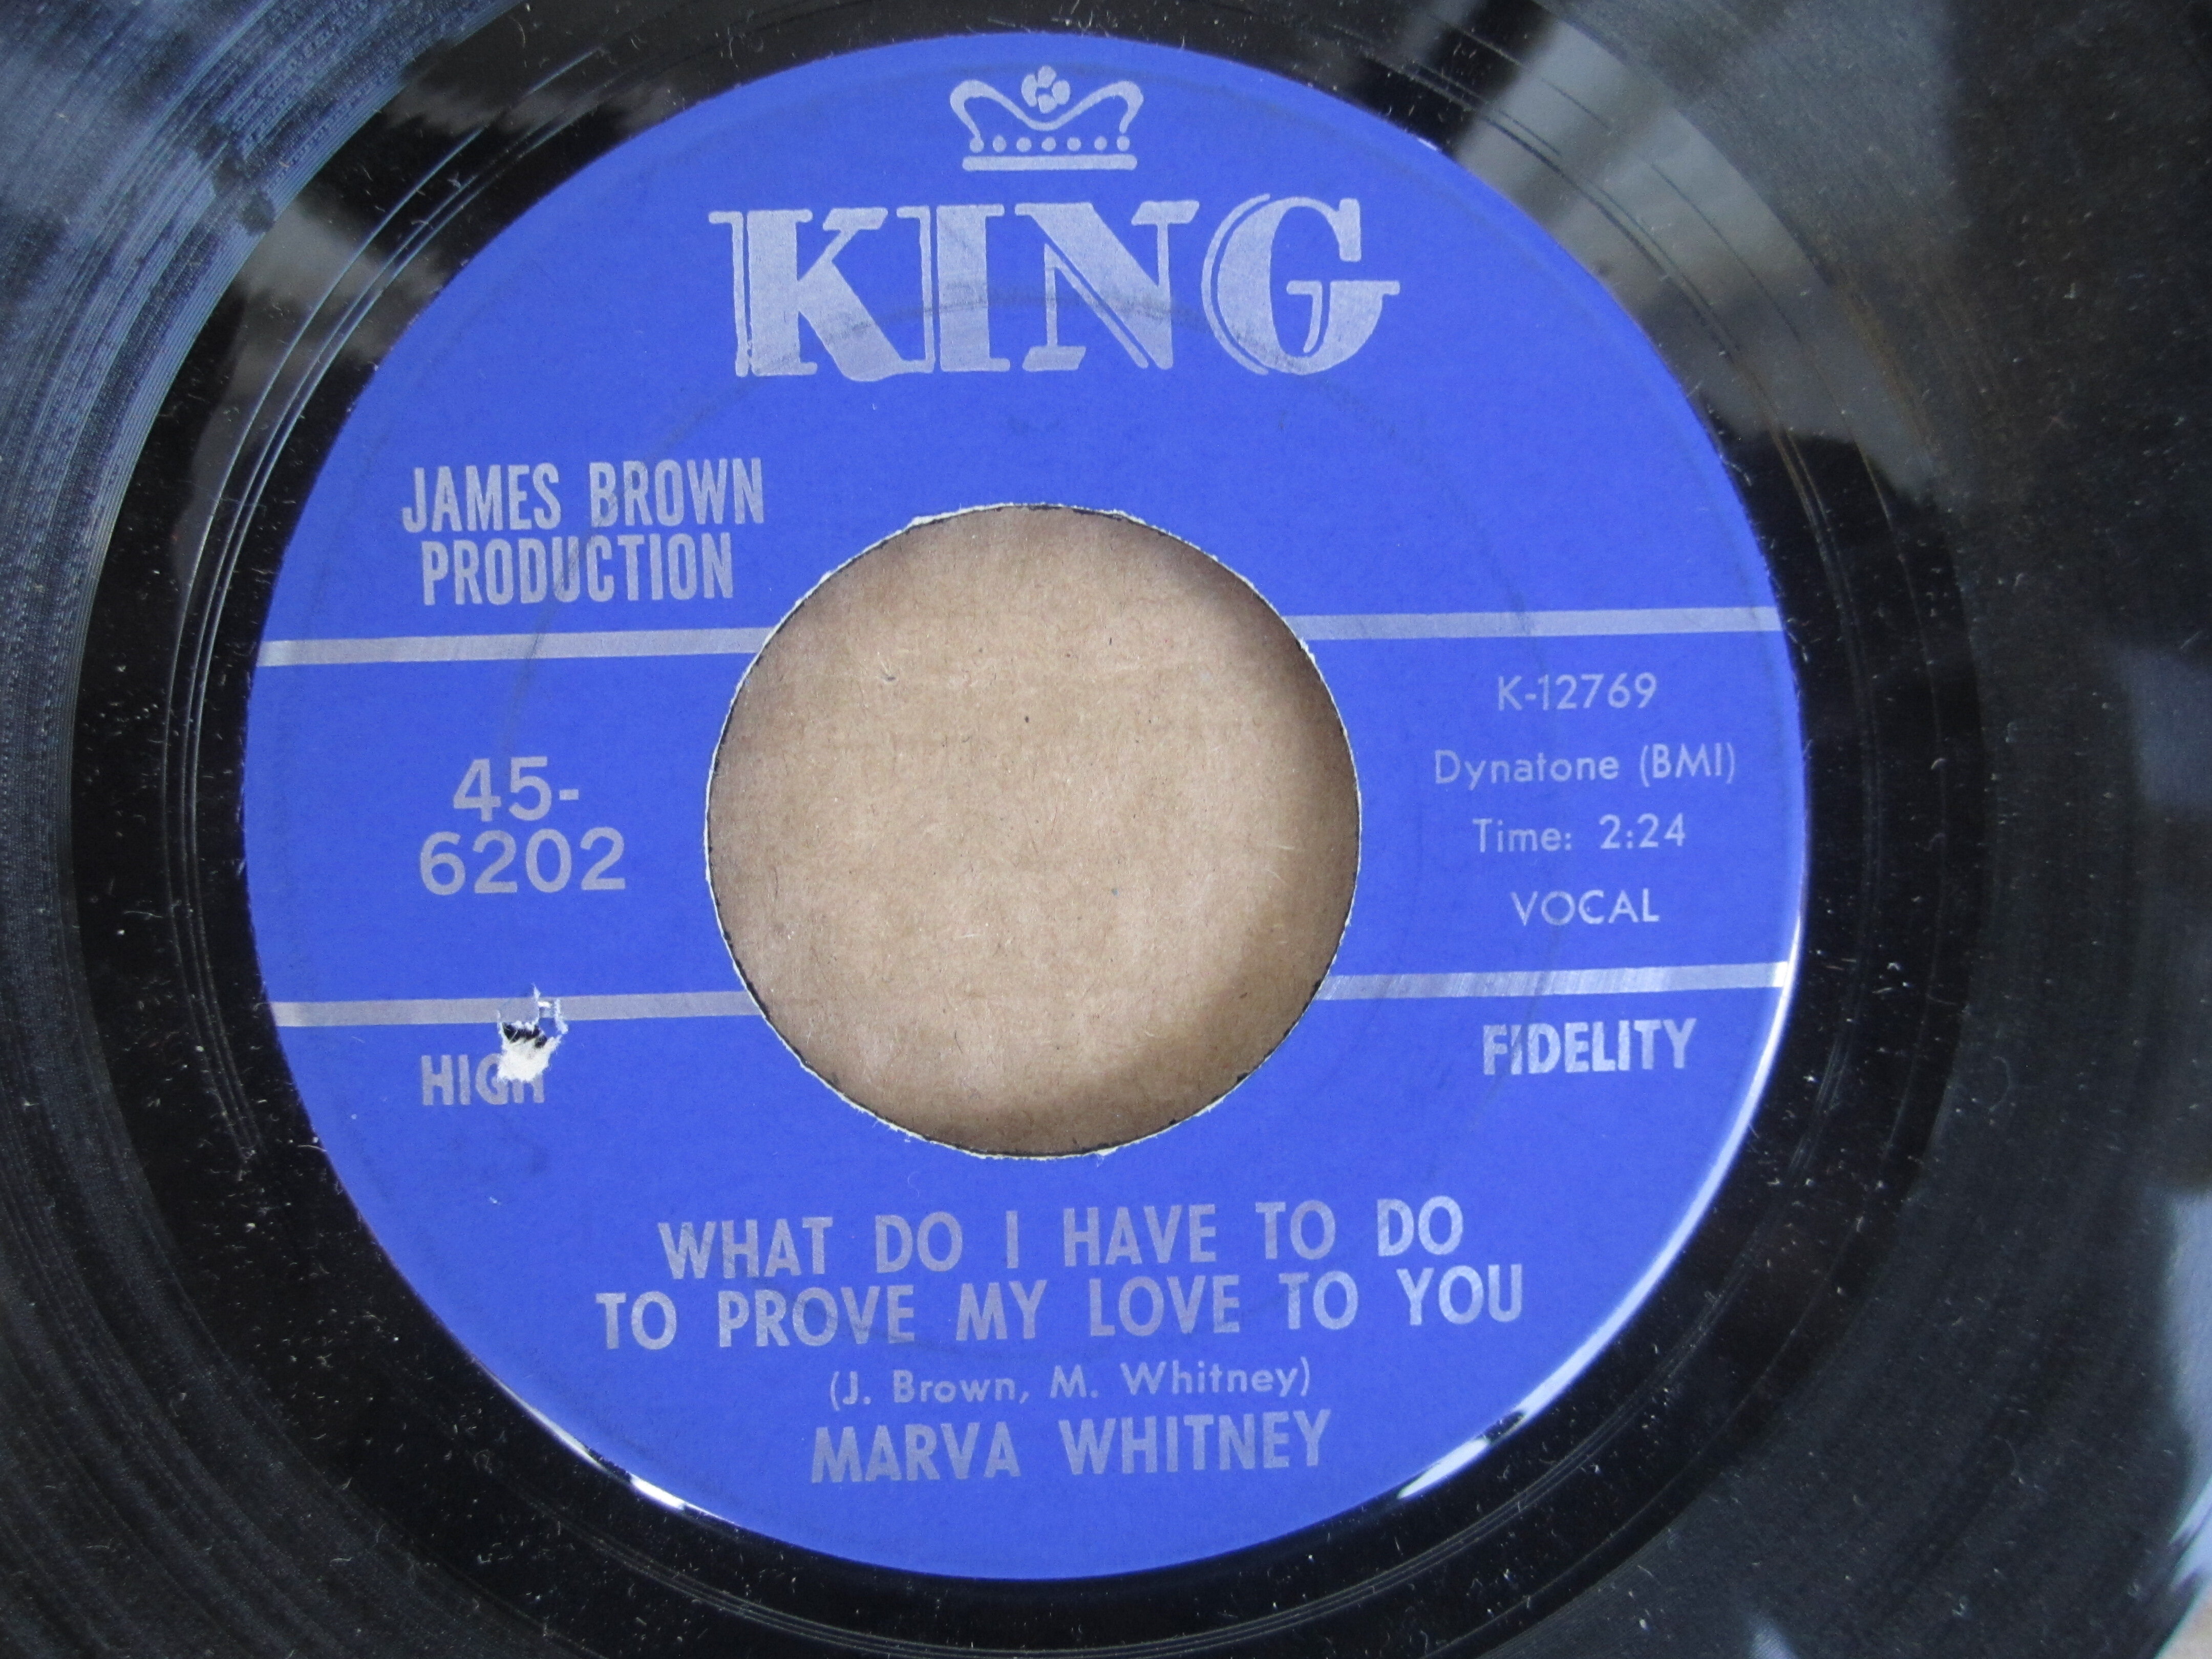 KING
JAMES BROWN
PRODUCTION
45-
6202
K-12769
Dynatone (BMI)
Time: 2:24
VOCAL
HIGH
FIDELITY
WHAT DO I HAVE TO DO
TO PROVE MY LOVE TO YOU
(J. Brown, M. Whitney)
MARVA WHITNEY